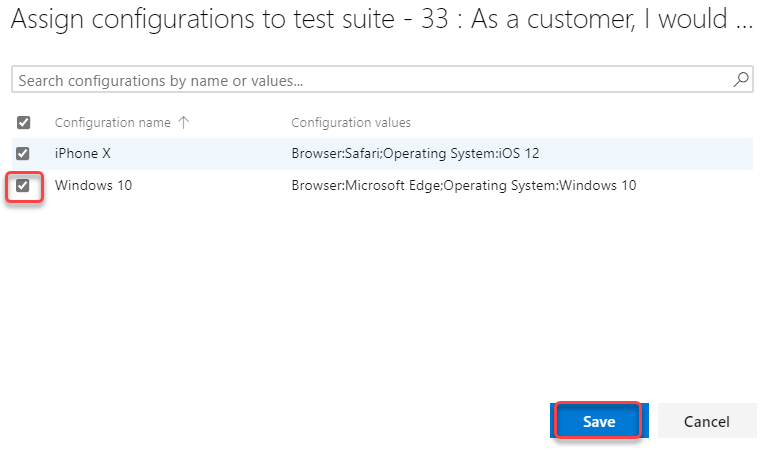 Assign configurations to test suite - 33 : As a customer, I would ...
Search configurations by name or values...
Configuration name ↑ Configuration values
iPhone X Browser:Safari;Operating System:iOS 12
Windows 10 Browser:Microsoft Edge;Operating System:Windows 10
Save Cancel